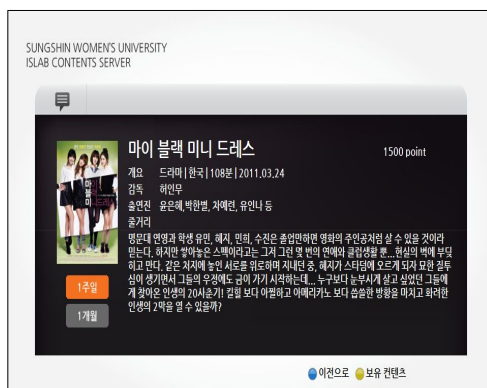 SUNGSHIN WOMEN'S UNIVERSITY
ISLAB CONTENTS SERVER
마이 블랙 미니 드레스
1500 point
개요 드라마 | 한국 | 108분 | 2011.03.24
감독 허인무
출연진 윤은혜,박한별, 차예련, 유인나 등
줄거리
명문대 연영과 학생 유민, 혜지, 민희, 수진은 졸업만하면 영화의 주인공처럼 살 수 있을 것이라
믿는다. 하지만 쌓아놓은 스펙이라고는 그저 그런 몇 번의 연애와 클럽생활 뿐...현실의 벽에 부딪
히고 만다. 같은 처지에 놓인 서로를 위로하며 지내던 중, 혜지가 스타덤에 오르게 되자 묘한 질투
심이 생기면서 그들의 우정에도 금이 가기 시작하는데... 누구보다 눈부시게 살고 싶었던 그들에
게 찾아온 인생의 20사춘기! 킬힐 보다 아찔하고 아메리카노 보다 씁쓸한 방황을 마치고 화려한
인생의 2막을 열 수 있을까?
마이
블랙
미니드레스
1주일
1개월
이전으로 보유 컨텐츠